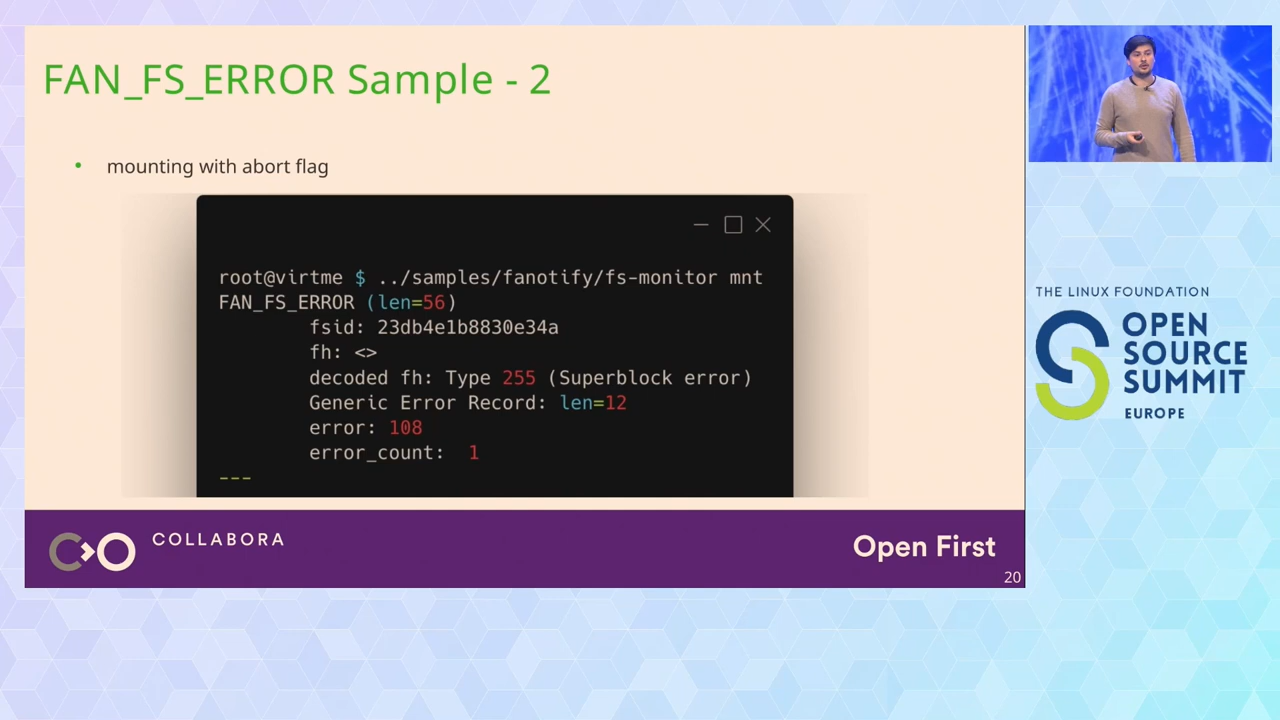 FAN_FS_ERROR Sample - 2
• mounting with abort flag
root@virtme $ ../samples/fanotify/fs-monitor mnt
FAN_FS_ERROR (len=56)
fsid: 23db4e1b8830e34a
fh: <>
decoded fh: Type 255 (Superblock error)
Generic Error Record: len=12
error: 108
error_count: 1
---
COLLABORA
Open First
20
THE LINUX FOUNDATION
OPEN
SOURCE
SUMMIT
EUROPE